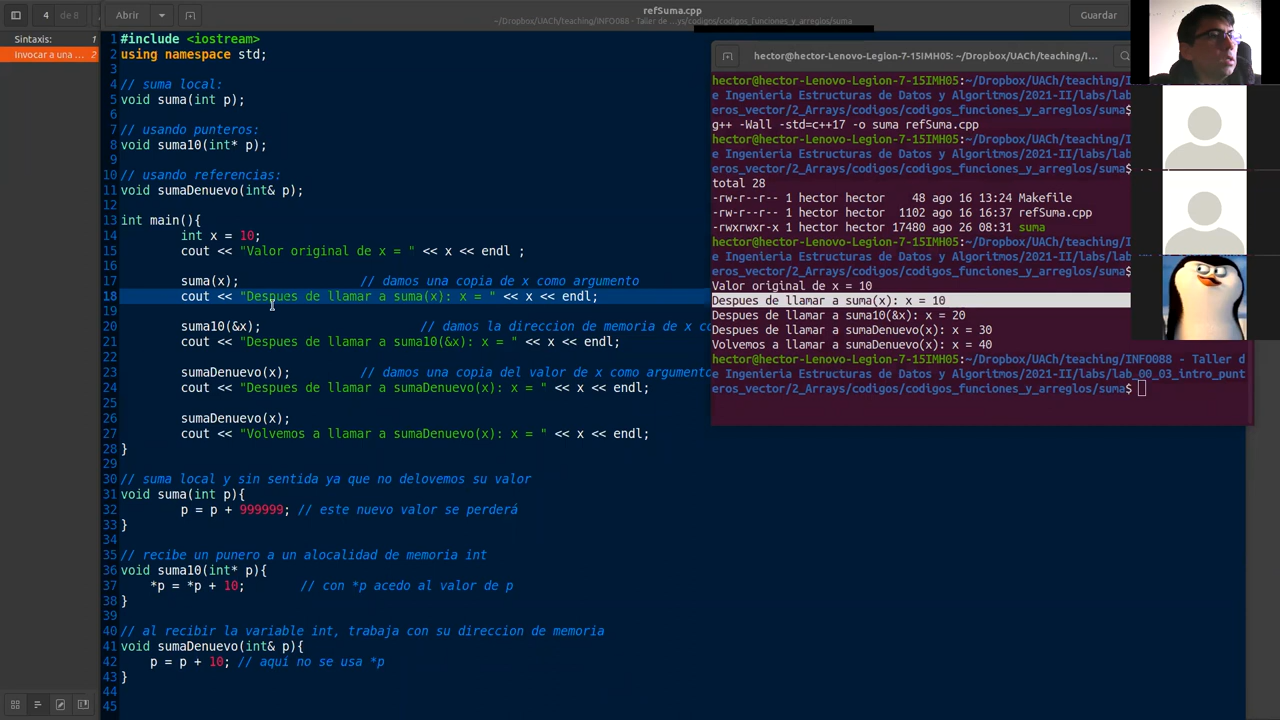 4 de 8
Abrir
refSuma.cpp
~/Dropbox/UACh/teaching/INFO088 - Taller de ...ys/codigos/codigos_funciones_y_arreglos/suma
Guardar
Sintaxis: 1
Invocar a una ... 2
1 #include <iostream>
2 using namespace std;
3
4 // suma local:
5 void suma(int p);
6
7 // usando punteros:
8 void suma10(int* p);
9
10 // usando referencias:
11 void sumaDenuevo(int& p);
12
13 int main(){
14 int x = 10;
15 cout << "Valor original de x = " << x << endl ;
16
17 suma(x); // damos una copia de x como argumento
18 cout << "Despues de llamar a suma(x): x = " << x << endl;
19
20 suma10(&x); // damos la direccion de memoria de x co
21 cout << "Despues de llamar a suma10(&x): x = " << x << endl;
22
23 sumaDenuevo(x); // damos una copia del valor de x como argumento
24 cout << "Despues de llamar a sumaDenuevo(x): x = " << x << endl;
25
26 sumaDenuevo(x);
27 cout << "Volvemos a llamar a sumaDenuevo(x): x = " << x << endl;
28 }
29
30 // suma local y sin sentida ya que no delovemos su valor
31 void suma(int p){
32 p = p + 999999; // este nuevo valor se perderá
33 }
34
35 // recibe un punero a un alocalidad de memoria int
36 void suma10(int* p){
37 *p = *p + 10; // con *p acedo al valor de p
38 }
39
40 // al recibir la variable int, trabaja con su direccion de memoria
41 void sumaDenuevo(int& p){
42 p = p + 10; // aquí no se usa *p
43 }
44
45
hector@hector-Lenovo-Legion-7-15IMH05: ~/Dropbox/UACh/teaching/I...
hector@hector-Lenovo-Legion-7-15IMH05:~/Dropbox/UACh/teaching/I
e Ingenieria Estructuras de Datos y Algoritmos/2021-II/labs/lab
eros_vector/2_Arrays/codigos/codigos_funciones_y_arreglos/suma$
g++ -Wall -std=c++17 -o suma refSuma.cpp
hector@hector-Lenovo-Legion-7-15IMH05:~/Dropbox/UACh/teaching/I
e Ingenieria Estructuras de Datos y Algoritmos/2021-II/labs/lab
eros_vector/2_Arrays/codigos/codigos_funciones_y_arreglos/suma$
total 28
-rw-r--r-- 1 hector hector 48 ago 16 13:24 Makefile
-rw-r--r-- 1 hector hector 1102 ago 16 16:37 refSuma.cpp
-rwxrwxr-x 1 hector hector 17480 ago 26 08:31 suma
hector@hector-Lenovo-Legion-7-15IMH05:~/Dropbox/UACh/teaching/I
e Ingenieria Estructuras de Datos y Algoritmos/2021-II/labs/lab
eros_vector/2_Arrays/codigos/codigos_funciones_y_arreglos/suma$
Valor original de x = 10
Despues de llamar a suma(x): x = 10
Despues de llamar a suma10(&x): x = 20
Despues de llamar a sumaDenuevo(x): x = 30
Volvemos a llamar a sumaDenuevo(x): x = 40
hector@hector-Lenovo-Legion-7-15IMH05:~/Dropbox/UACh/teaching/INFO088 - Taller d
e Ingenieria Estructuras de Datos y Algoritmos/2021-II/labs/lab_00_03_intro_punt
eros_vector/2_Arrays/codigos/codigos_funciones_y_arreglos/suma$